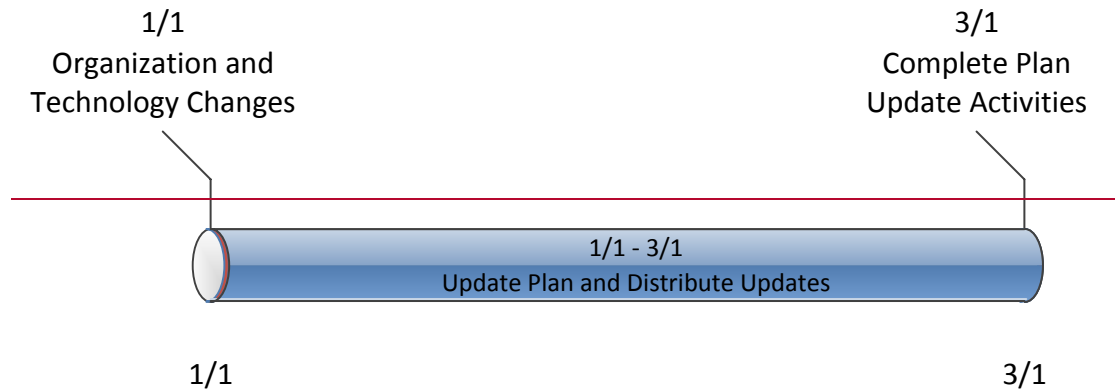 1/1
Organization and
Technology Changes
3/1
Complete Plan
Update Activities
1/1 - 3/1
Update Plan and Distribute Updates
1/1
3/1